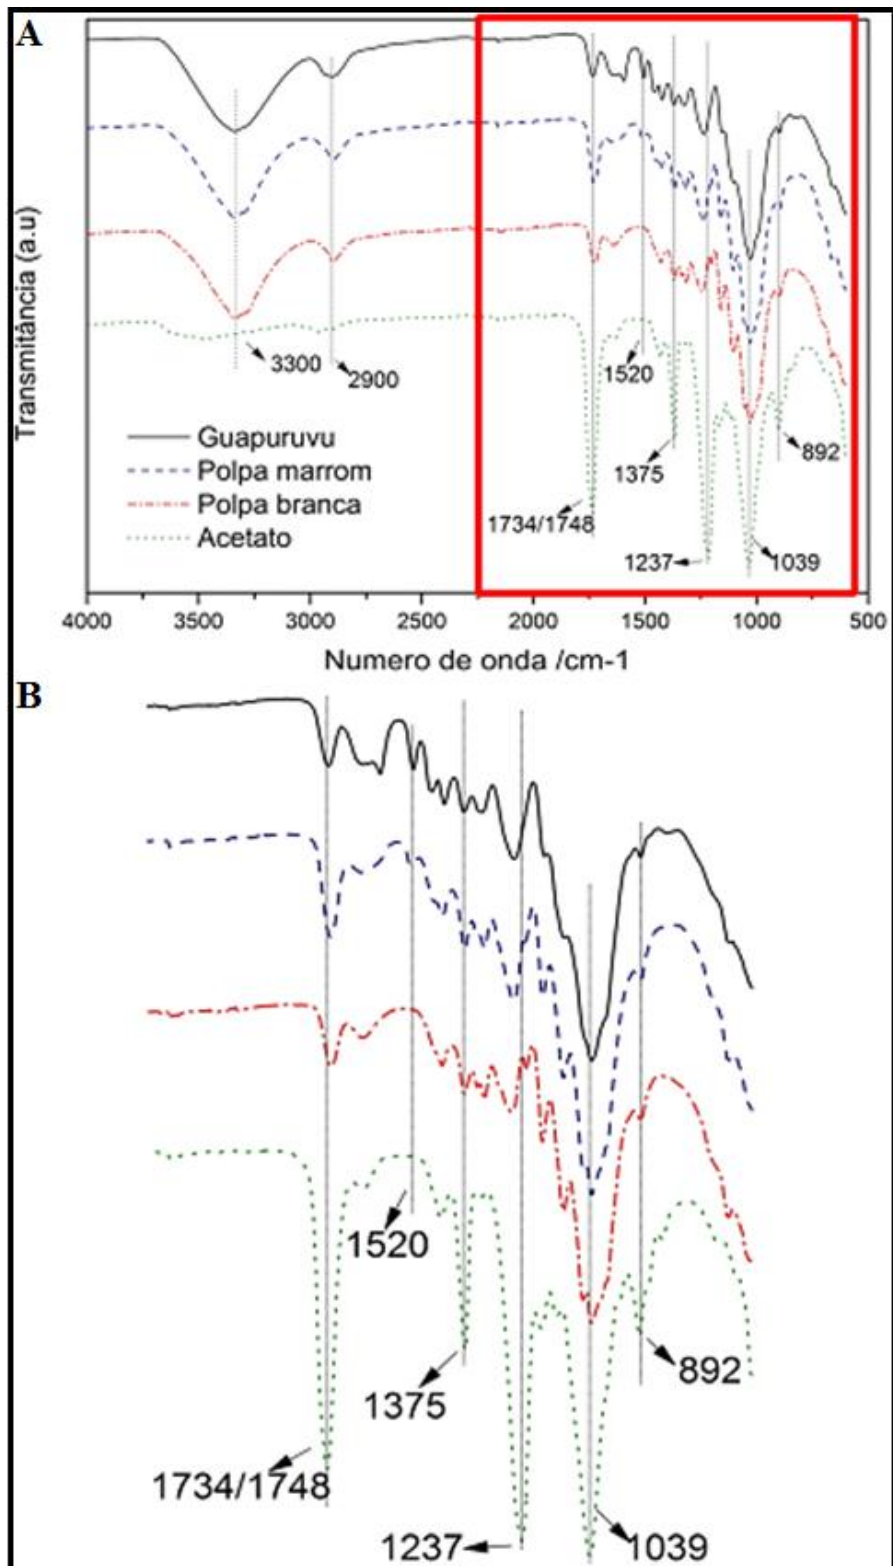 A
Transmitância (a.u)
3300
2900
1520
1375
892
1734/1748
1237
1039
Guapuruvu
Polpa marrom
Polpa branca
Acetato
4000 3500 3000 2500 2000 1500 1000 500
Numero de onda /cm-1
B
1520
1375
892
1734/1748
1237
1039